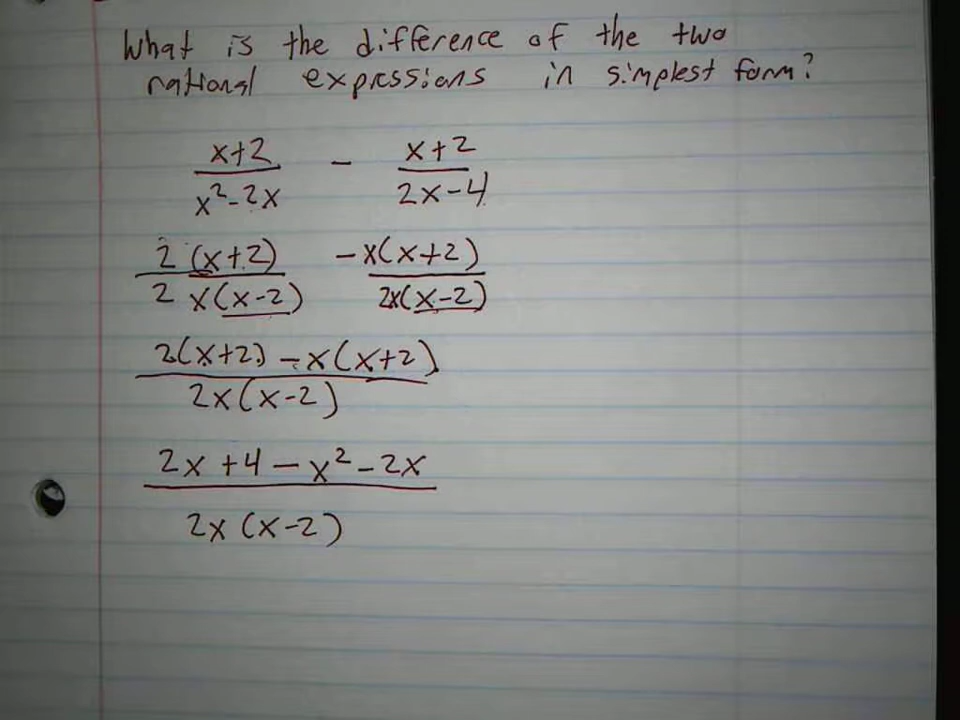 What is the difference of the two
rational expressions in simplest form?
x+2 / x²-2x - x+2 / 2x-4
2(x+2) / 2x(x-2) -x(x+2) / 2x(x-2)
2(x+2) -x(x+2) / 2x(x-2)
2x+4-x²-2x / 2x(x-2)